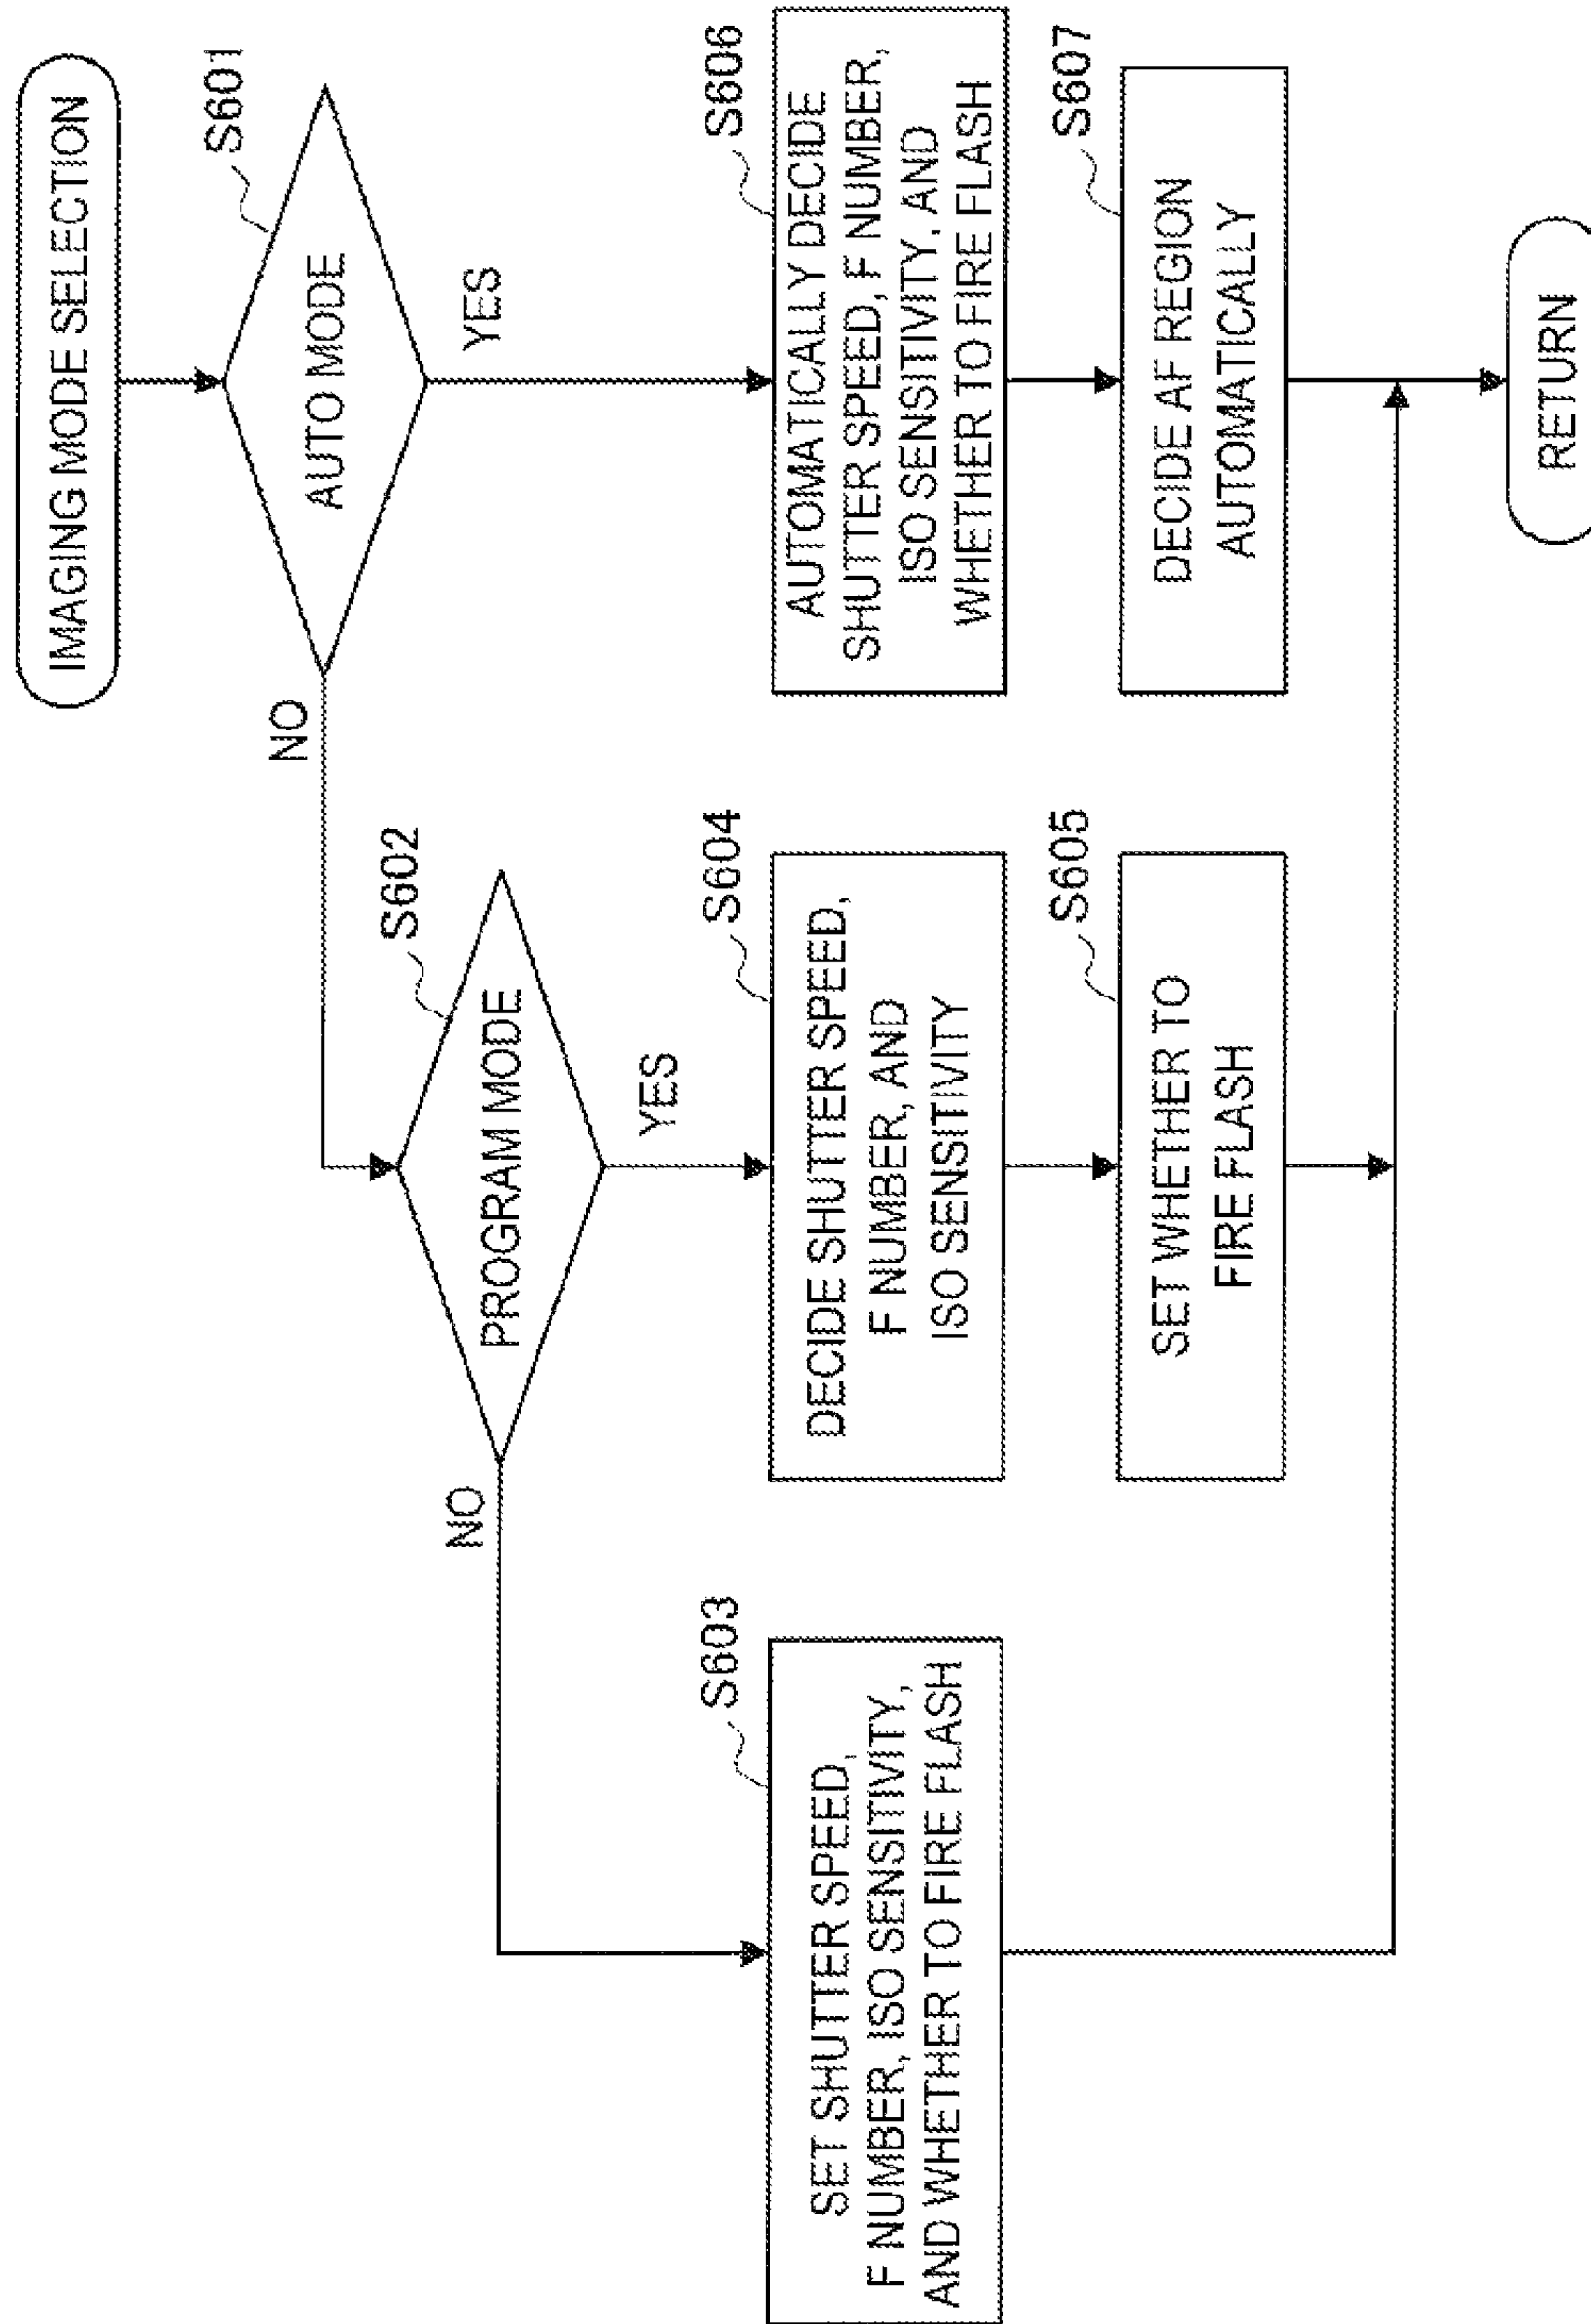 IMAGING MODE SELECTION
S601
AUTO MODE
NO
YES
S602
PROGRAM MODE
NO
YES
S603
SET SHUTTER SPEED,
F NUMBER, ISO SENSITIVITY,
AND WHETHER TO FIRE FLASH
S604
DECIDE SHUTTER SPEED,
F NUMBER, AND
ISO SENSITIVITY
S606
AUTOMATICALLY DECIDE
SHUTTER SPEED, F NUMBER,
ISO SENSITIVITY, AND
WHETHER TO FIRE FLASH
S605
SET WHETHER TO
FIRE FLASH
S607
DECIDE AF REGION
AUTOMATICALLY
RETURN